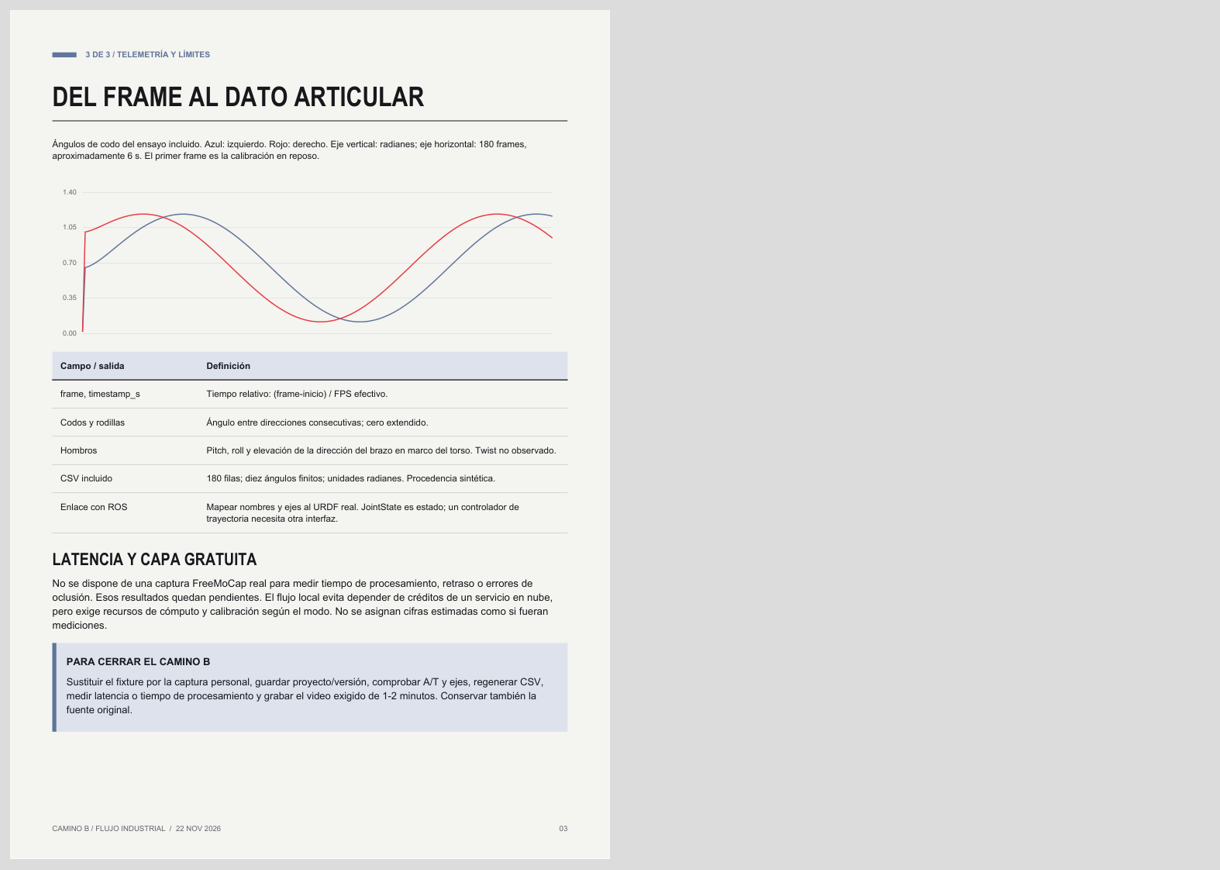 3 DE 3 / TELEMETRÍA Y LÍMITES
DEL FRAME AL DATO ARTICULAR
Ángulos de codo del ensayo incluido. Azul: izquierdo. Rojo: derecho. Eje vertical: radianes; eje horizontal: 180 frames,
aproximadamente 6 s. El primer frame es la calibración en reposo.
1.40
1.05
0.70
0.35
0.00
Campo / salida Definición
frame, timestamp_s Tiempo relativo: (frame-inicio) / FPS efectivo.
Codos y rodillas Ángulo entre direcciones consecutivas; cero extendido.
Hombros Pitch, roll y elevación de la dirección del brazo en marco del torso. Twist no observado.
CSV incluido 180 filas; diez ángulos finitos; unidades radianes. Procedencia sintética.
Enlace con ROS Mapear nombres y ejes al URDF real. JointState es estado; un controlador de
trayectoria necesita otra interfaz.
LATENCIA Y CAPA GRATUITA
No se dispone de una captura FreeMoCap real para medir tiempo de procesamiento, retraso o errores de
oclusión. Esos resultados quedan pendientes. El flujo local evita depender de créditos de un servicio en nube,
pero exige recursos de cómputo y calibración según el modo. No se asignan cifras estimadas como si fueran
mediciones.
PARA CERRAR EL CAMINO B
Sustituir el fixture por la captura personal, guardar proyecto/versión, comprobar A/T y ejes, regenerar CSV,
medir latencia o tiempo de procesamiento y grabar el video exigido de 1-2 minutos. Conservar también la
fuente original.
CAMINO B / FLUJO INDUSTRIAL / 22 NOV 2026 03